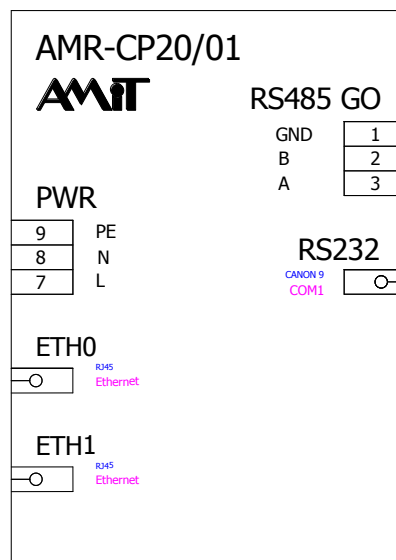 AMR-CP20/01
AMiT
RS485 GO
GND 1
B 2
A 3
PWR
9 PE
8 N
7 L
RS232
CANON 9
COM1
ETH0
RJ45
Ethernet
ETH1
RJ45
Ethernet